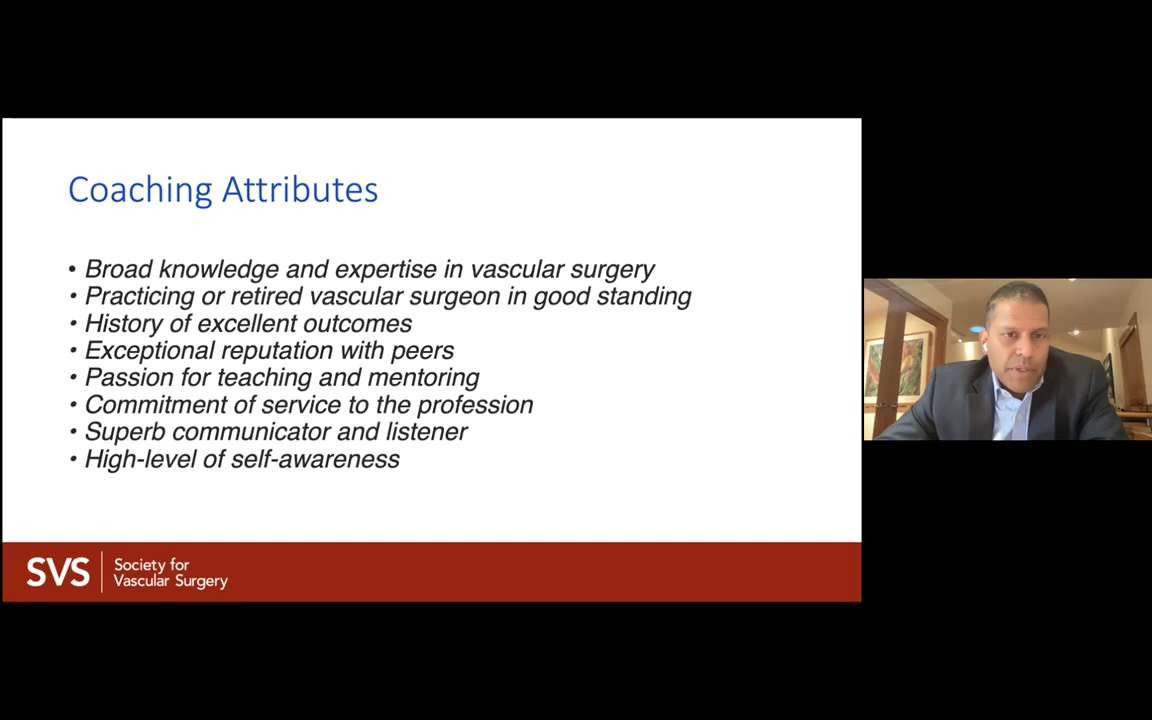 Coaching Attributes
• Broad knowledge and expertise in vascular surgery
• Practicing or retired vascular surgeon in good standing
• History of excellent outcomes
• Exceptional reputation with peers
• Passion for teaching and mentoring
• Commitment of service to the profession
• Superb communicator and listener
• High-level of self-awareness
SVS
Society for
Vascular Surgery